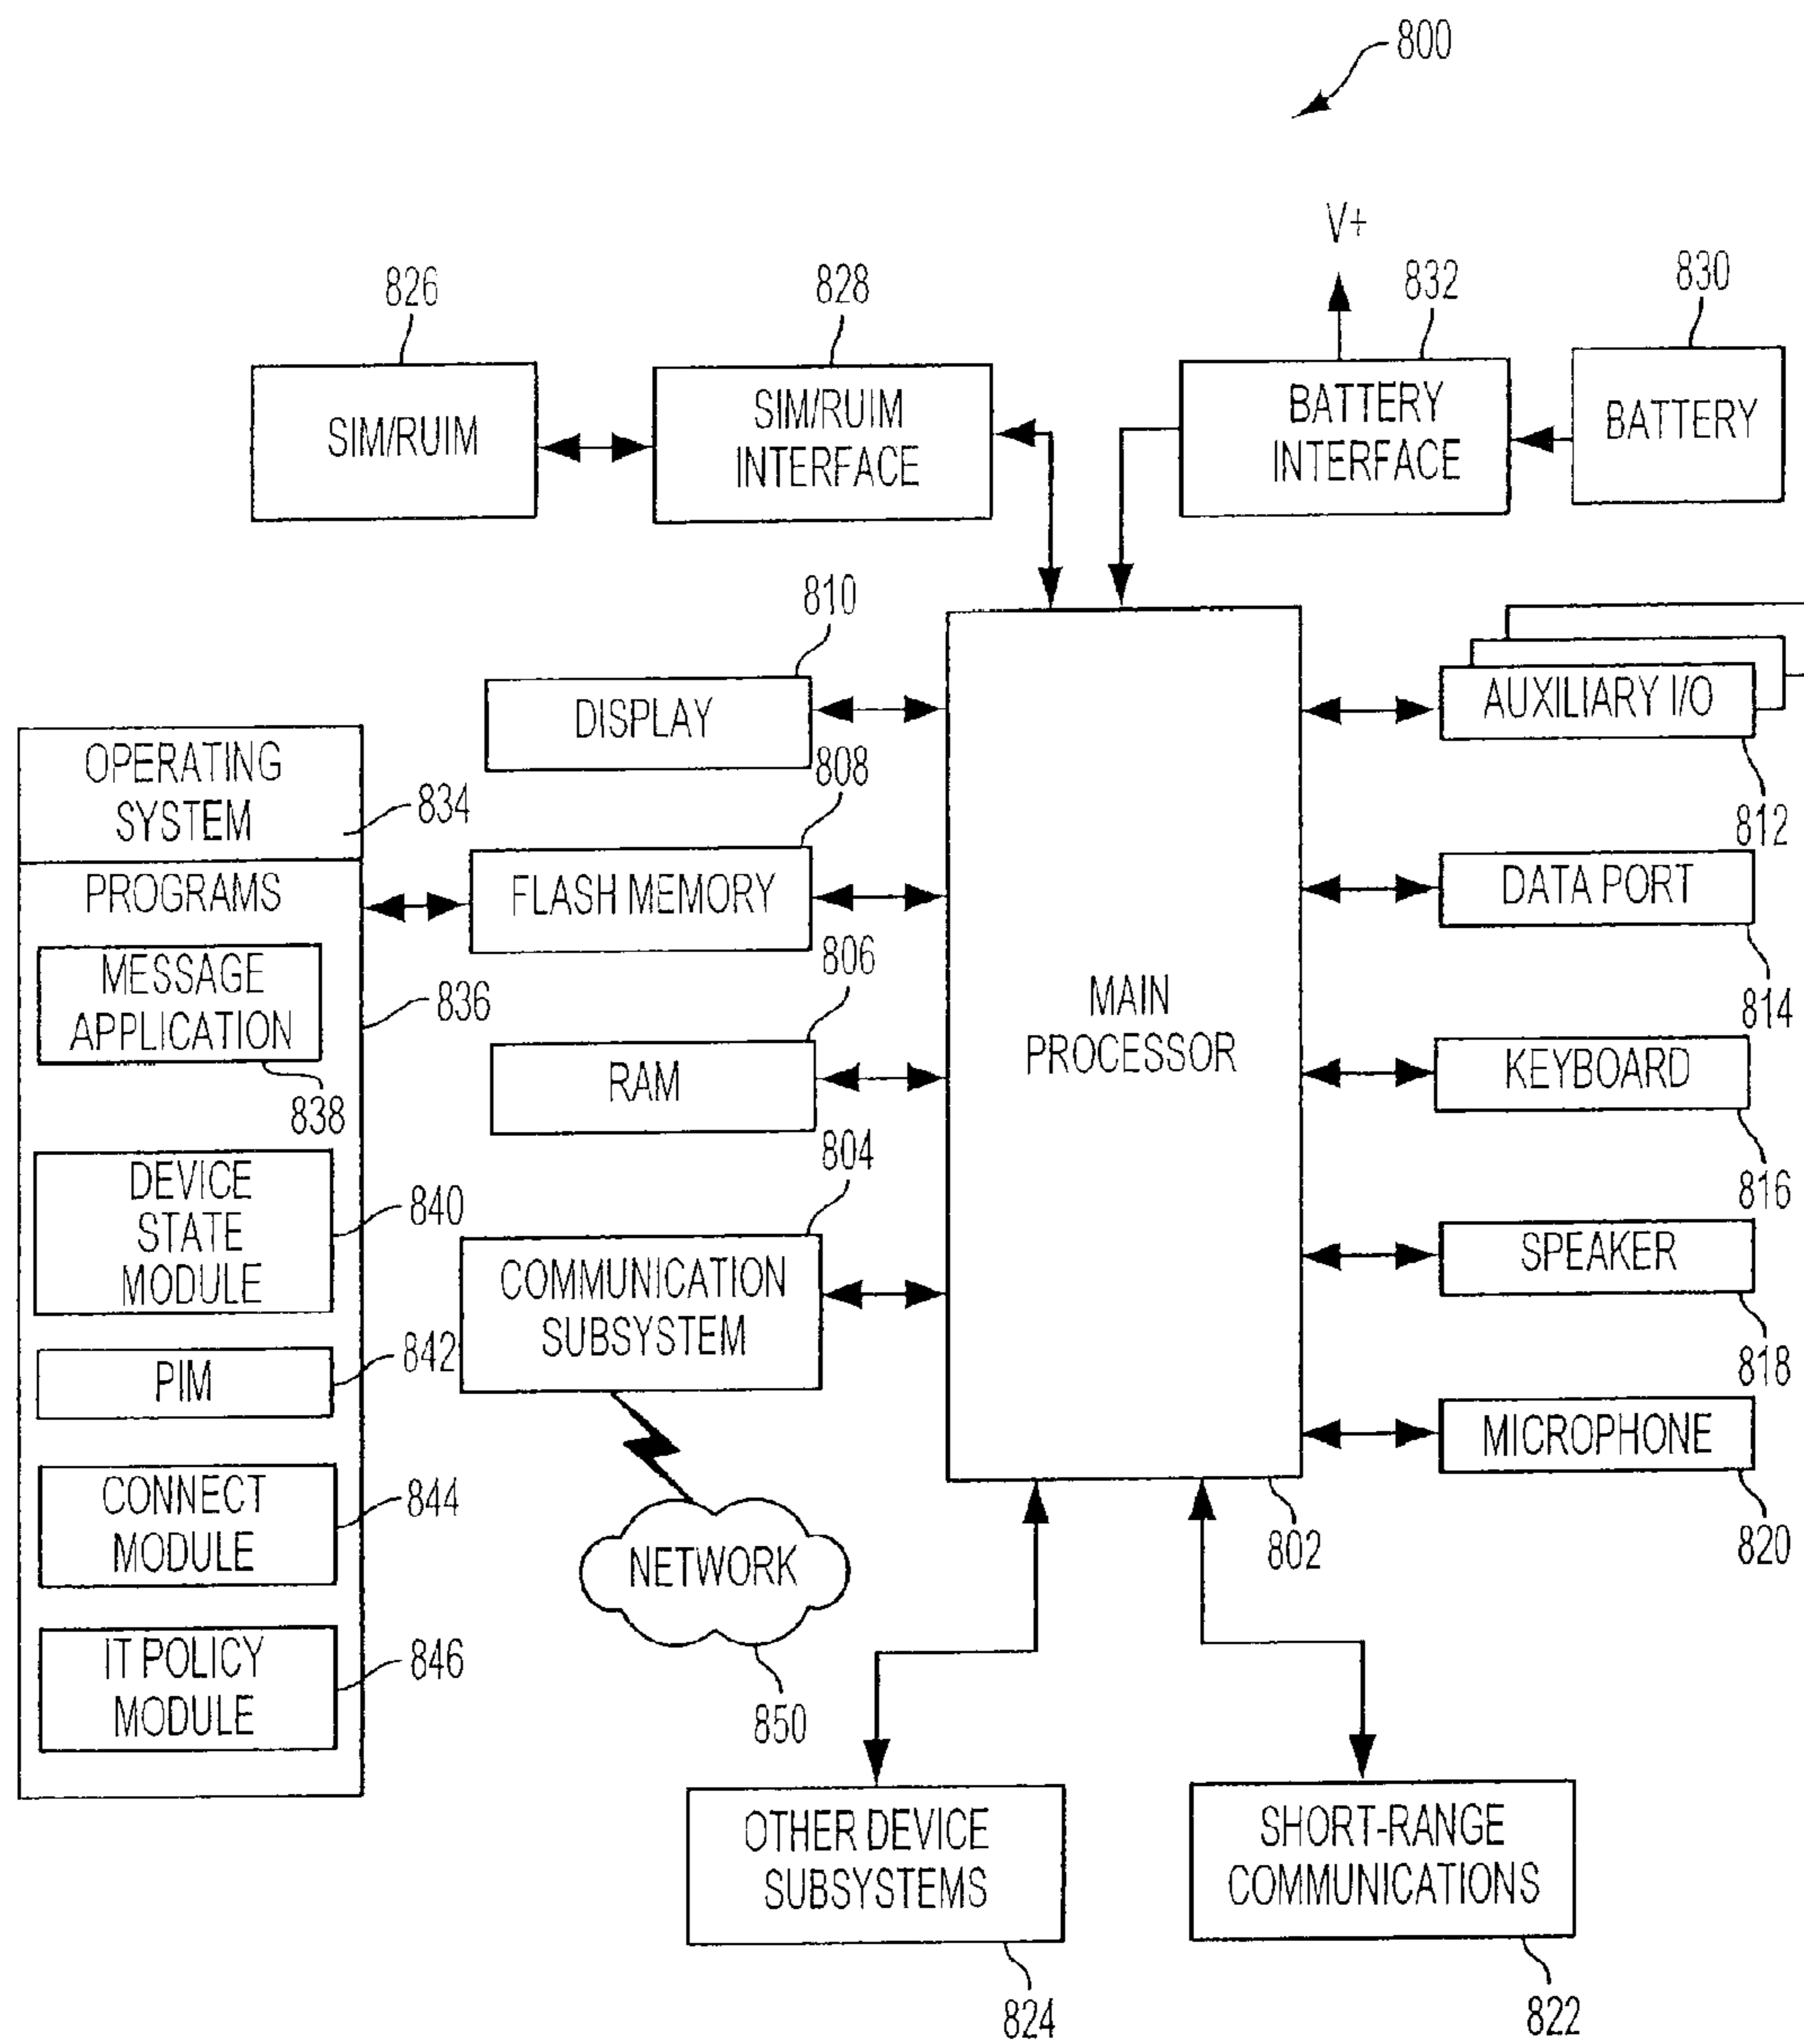 800
V+
826
828
832
830
SIM/RUIM
SIM/RUIM
INTERFACE
BATTERY
INTERFACE
BATTERY
810
DISPLAY
AUXILIARY I/O
812
OPERATING
SYSTEM
834
808
PROGRAMS
FLASH MEMORY
DATA PORT
814
MESSAGE
APPLICATION
838
836
806
RAM
MAIN
PROCESSOR
KEYBOARD
816
DEVICE
STATE
MODULE
840
804
COMMUNICATION
SUBSYSTEM
SPEAKER
818
PIM
842
MICROPHONE
820
CONNECT
MODULE
844
NETWORK
850
802
IT POLICY
MODULE
846
OTHER DEVICE
SUBSYSTEMS
824
SHORT-RANGE
COMMUNICATIONS
822